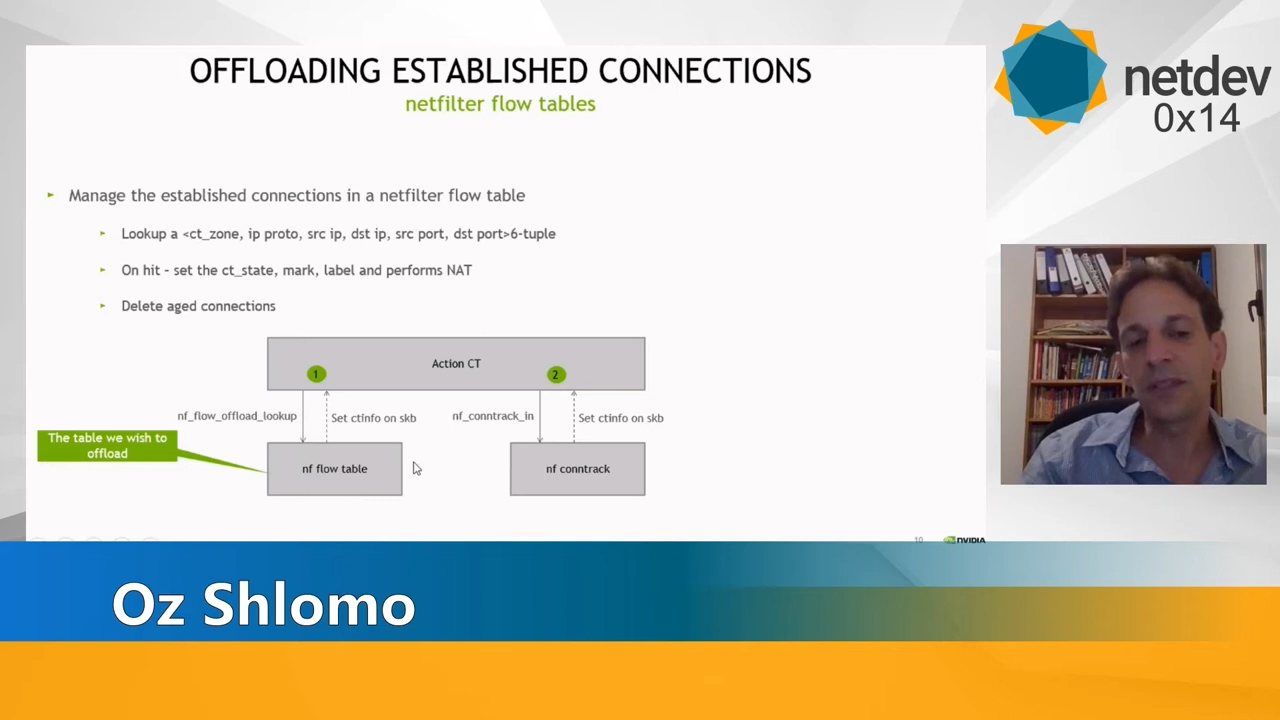 OFFLOADING ESTABLISHED CONNECTIONS
netfilter flow tables
netdev
0x14
Manage the established connections in a netfilter flow table
Lookup a <ct_zone, ip proto, src ip, dst ip, src port, dst port>6-tuple
On hit - set the ct_state, mark, label and performs NAT
Delete aged connections
Action CT
1
2
nf_flow_offload_lookup
Set ctinfo on skb
nf_conntrack_in
Set ctinfo on skb
The table we wish to
offload
nf flow table
nf conntrack
10
NVIDIA
Oz Shlomo